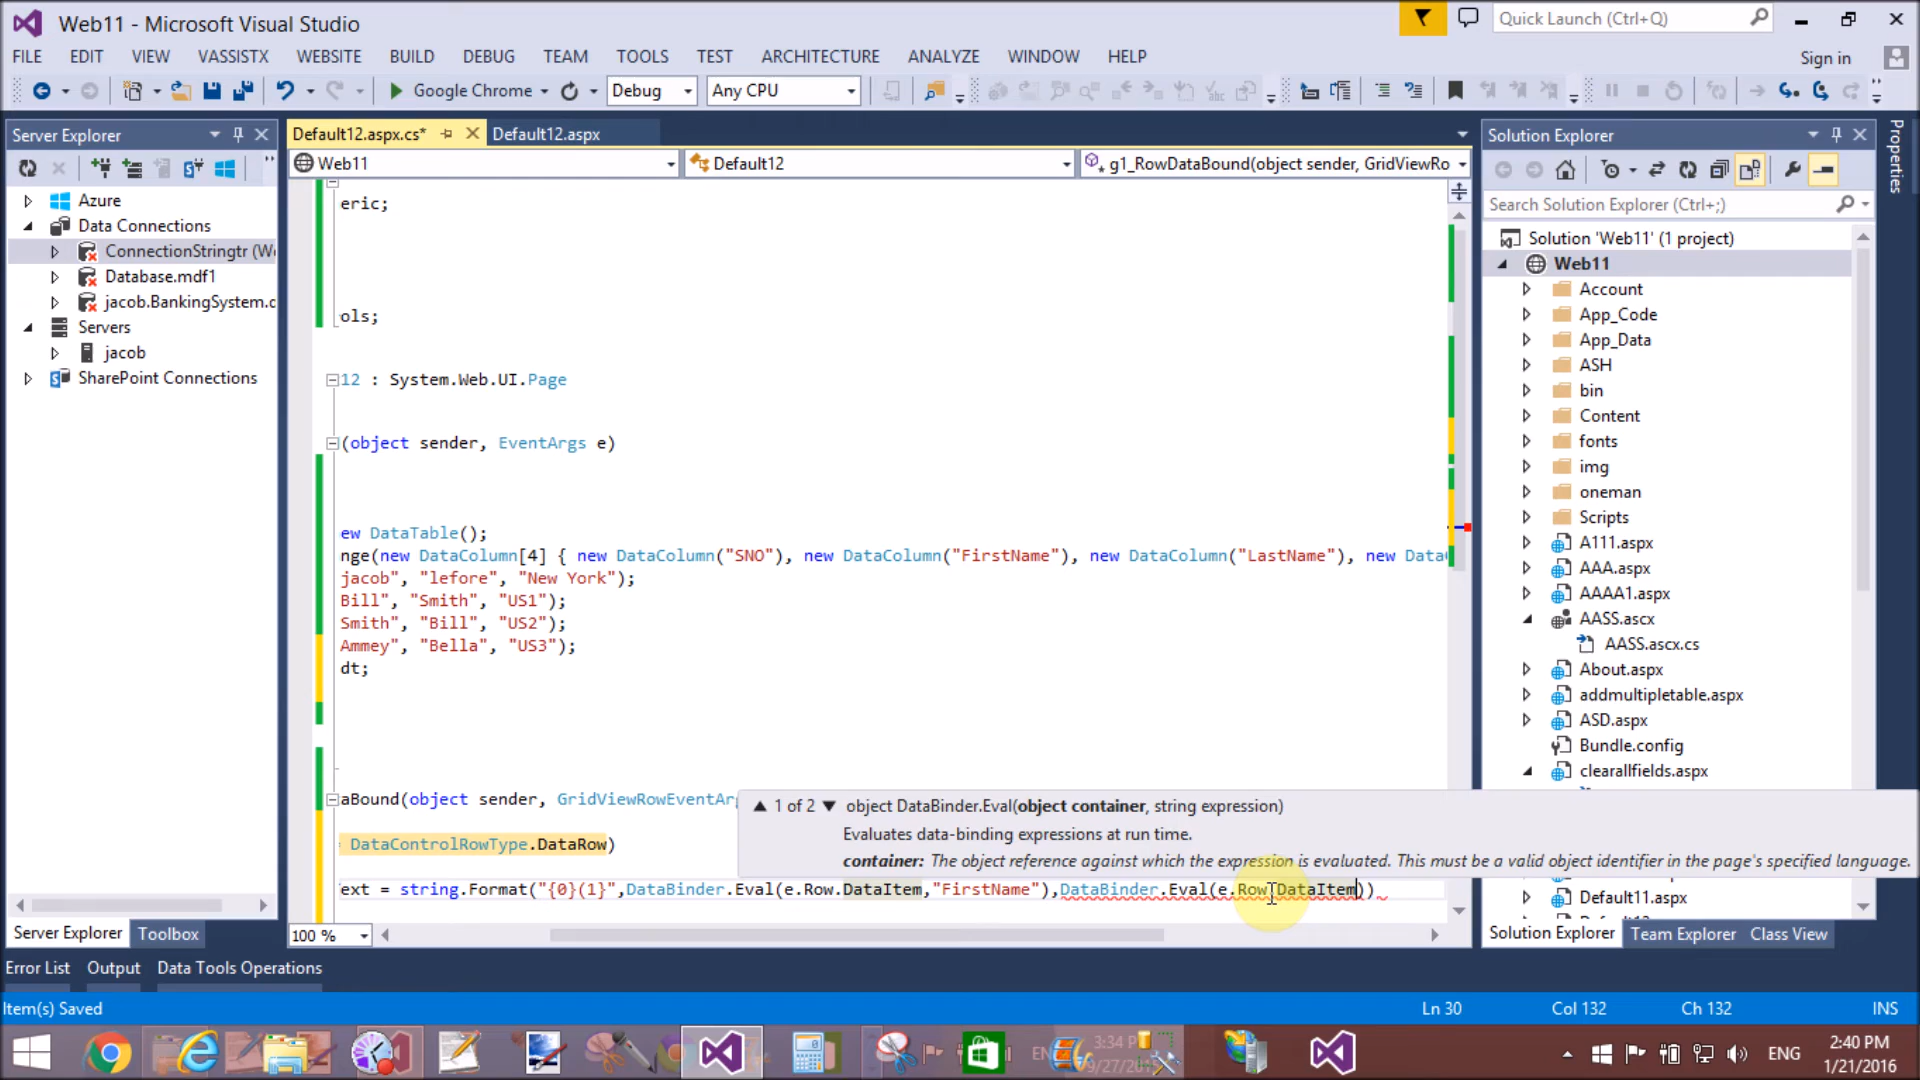 Web11 - Microsoft Visual Studio
Quick Launch (Ctrl+Q)
FILE EDIT VIEW VASSISTX WEBSITE BUILD DEBUG TEAM TOOLS TEST ARCHITECTURE ANALYZE WINDOW HELP
Sign in
Google Chrome Debug Any CPU
Server Explorer
Azure
Data Connections
ConnectionStringtr (We
Database.mdf1
jacob.BankingSystem.c
Servers
jacob
SharePoint Connections
Server Explorer Toolbox
Default12.aspx.cs* Default12.aspx
Web11 Default12 g1_RowDataBound(object sender, GridViewRo
eric;
ols;
12 : System.Web.UI.Page
(object sender, EventArgs e)
ew DataTable();
nge(new DataColumn[4] { new DataColumn("SNO"), new DataColumn("FirstName"), new DataColumn("LastName"), new Data
jacob", "lefore", "New York");
Bill", "Smith", "US1");
Smith", "Bill", "US2");
Ammey", "Bella", "US3");
dt;
aBound(object sender, GridViewRowEventAr
DataControlRowType.DataRow)
ext = string.Format("{0}(1}",DataBinder.Eval(e.Row.DataItem,"FirstName"),DataBinder.Eval(e.Row.DataItem))
1 of 2 object DataBinder.Eval(object container, string expression)
Evaluates data-binding expressions at run time.
container: The object reference against which the expression is evaluated. This must be a valid object identifier in the page's specified language.
100 %
Solution Explorer
Search Solution Explorer (Ctrl+;)
Solution 'Web11' (1 project)
Web11
Account
App_Code
App_Data
ASH
bin
Content
fonts
img
oneman
Scripts
A111.aspx
AAA.aspx
AAAA1.aspx
AASS.ascx
AASS.ascx.cs
About.aspx
addmultipletable.aspx
ASD.aspx
Bundle.config
clearallfields.aspx
Default11.aspx
Solution Explorer Team Explorer Class View
Properties
Error List Output Data Tools Operations
Item(s) Saved
Ln 30 Col 132 Ch 132 INS
3:34 PM
ENG 2:40 PM
1/21/2016